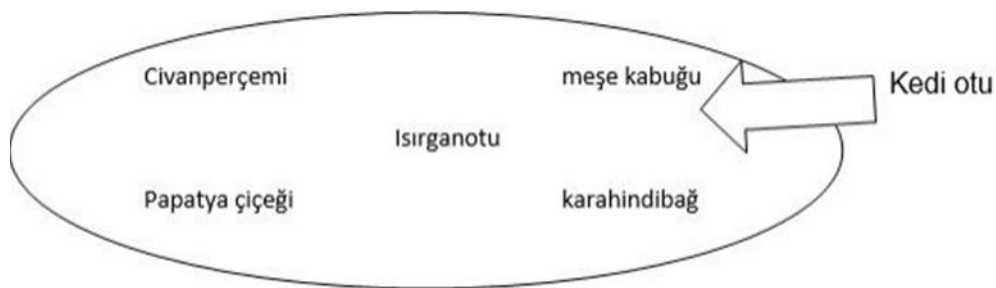 Civanperçemi
meşe kabuğu
Kedi otu
Isırganotu
Papatya çiçeği
karahindibağ